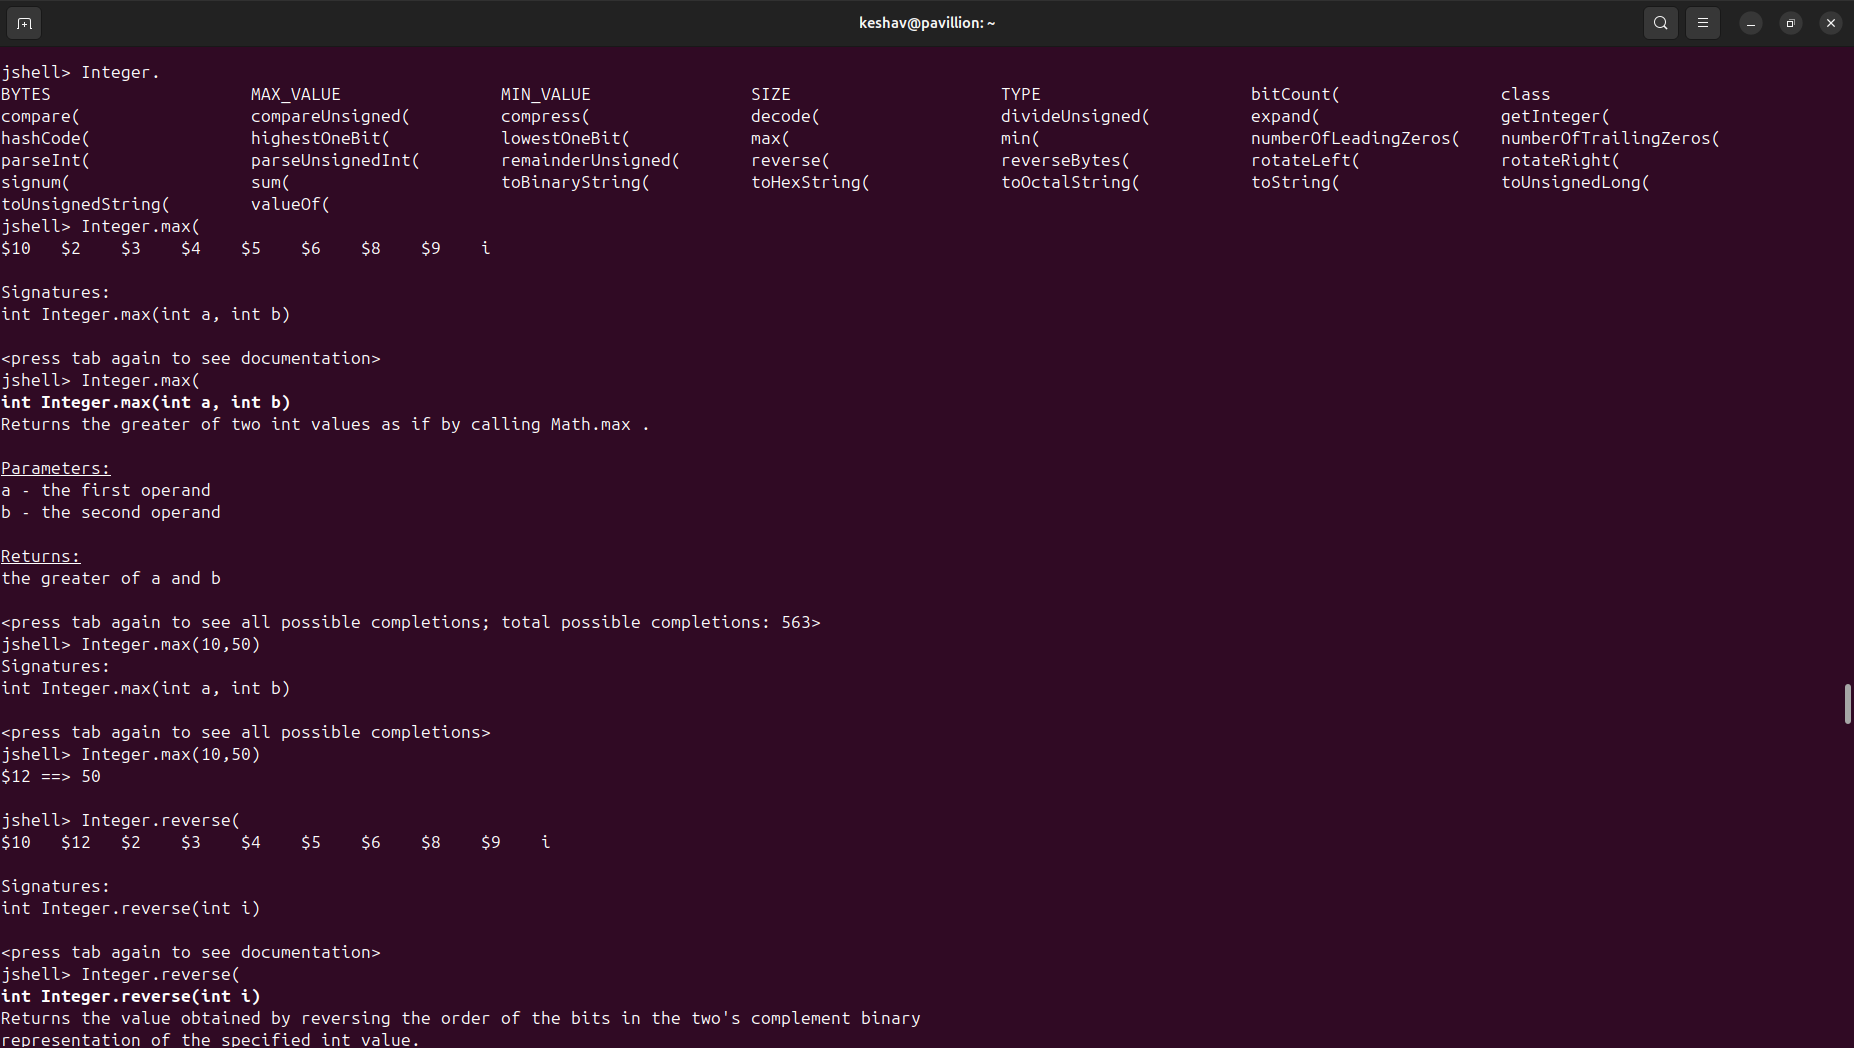 keshav@pavillion: ~
jshell> Integer.
BYTES MAX_VALUE MIN_VALUE SIZE TYPE bitCount( class
compare( compareUnsigned( compress( decode( divideUnsigned( expand( getInteger(
hashCode( highestOneBit( lowestOneBit( max( min( numberOfLeadingZeros( numberOfTrailingZeros(
parseInt( parseUnsignedInt( remainderUnsigned( reverse( reverseBytes( rotateLeft( rotateRight(
signum( sum( toBinaryString( toHexString( toOctalString( toString( toUnsignedLong(
toUnsignedString( valueOf(
jshell> Integer.max(
$10 $2 $3 $4 $5 $6 $8 $9 i
Signatures:
int Integer.max(int a, int b)
<press tab again to see documentation>
jshell> Integer.max(
int Integer.max(int a, int b)
Returns the greater of two int values as if by calling Math.max .
Parameters:
a - the first operand
b - the second operand
Returns:
the greater of a and b
<press tab again to see all possible completions; total possible completions: 563>
jshell> Integer.max(10,50)
Signatures:
int Integer.max(int a, int b)
<press tab again to see all possible completions>
jshell> Integer.max(10,50)
$12 ==> 50
jshell> Integer.reverse(
$10 $12 $2 $3 $4 $5 $6 $8 $9 i
Signatures:
int Integer.reverse(int i)
<press tab again to see documentation>
jshell> Integer.reverse(
int Integer.reverse(int i)
Returns the value obtained by reversing the order of the bits in the two's complement binary
representation of the specified int value.